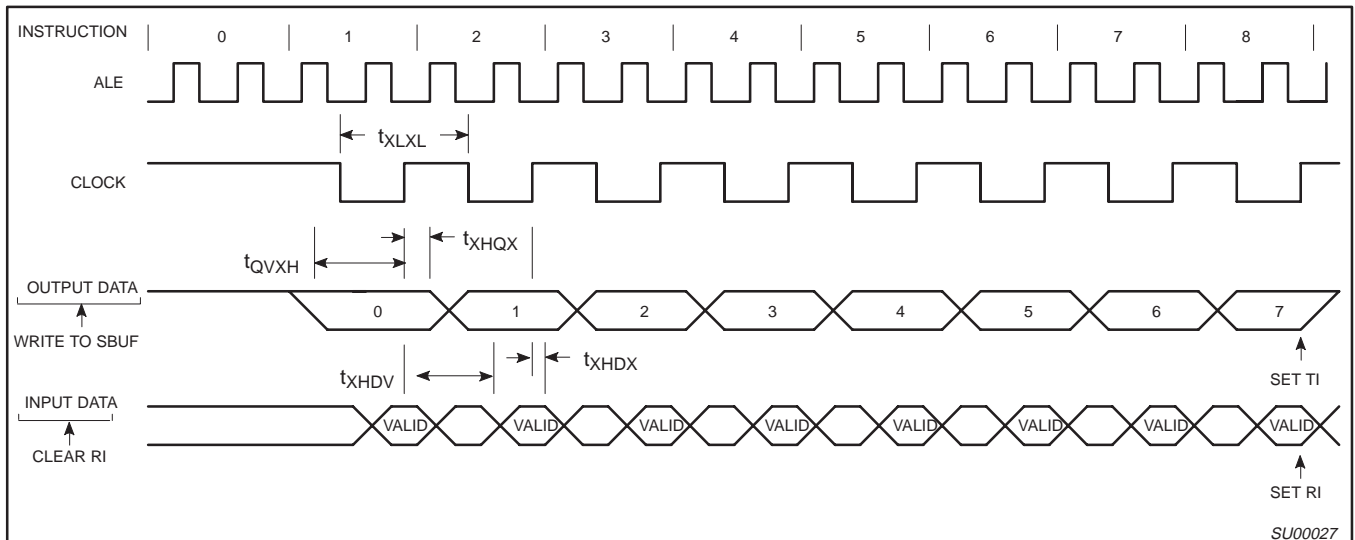 INSTRUCTION 0 1 2 3 4 5 6 7 8
ALE
tXLXL
CLOCK
tXHQX
tQVXH
OUTPUT DATA
0 1 2 3 4 5 6 7
WRITE TO SBUF
tXHDX
tXHDV
SET TI
INPUT DATA
VALID VALID VALID VALID VALID VALID VALID VALID
CLEAR RI
SET RI
SU00027